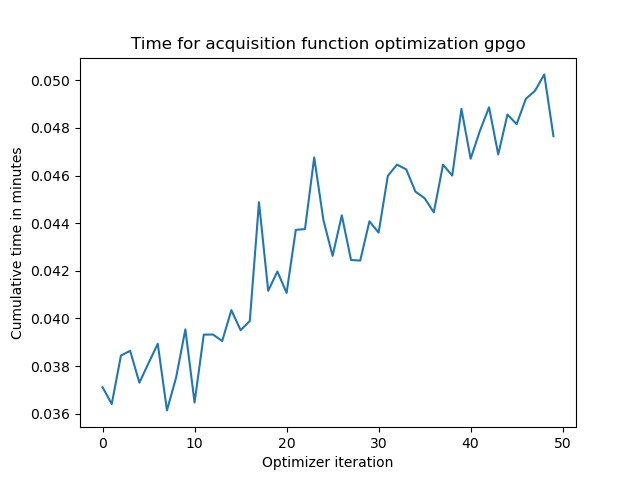 Time for acquisition function optimization gpgo
0.050
0.048
0.046
0.044
0.042
0.040
0.038
0.036
Cumulative time in minutes
0 10 20 30 40 50
Optimizer iteration